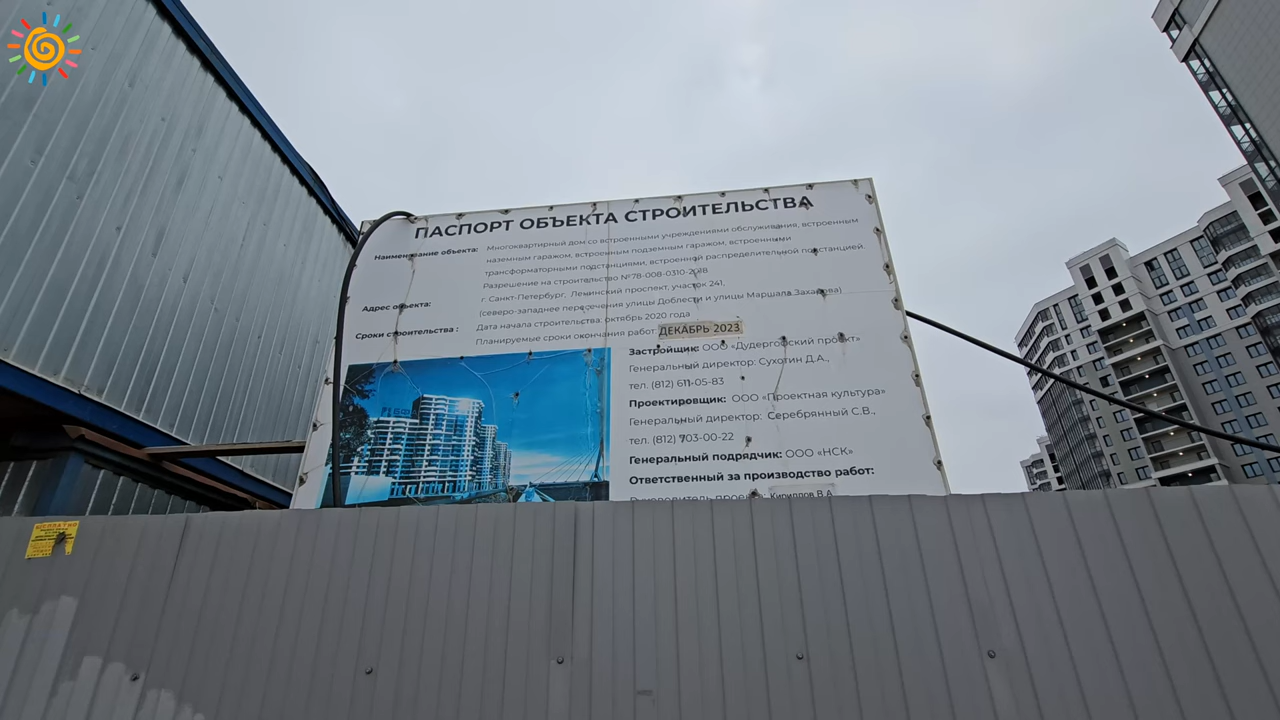 ПАСПОРТ ОБЪЕКТА СТРОИТЕЛЬСТВА
Наименование объекта: Многоквартирный дом со встроенными учреждениями обслуживания, встроенным
наземным гаражом, встроенным подземным гаражом, встроенными
трансформаторными подстанциями, встроенной распределительной подстанцией.
Разрешение на строительство №78-008-0310-2018
Адрес объекта: г. Санкт-Петербург, Ленинский проспект, участок 241,
(северо-западнее пересечения улицы Доблести и улицы Маршала Захарова)
Сроки строительства: Дата начала строительства: октябрь 2020 года
Планируемые сроки окончания работ: ДЕКАБРЬ 2023
Застройщик: ООО «Дудергофский проект»
Генеральный директор: Сухотин Д.А.,
тел. (812) 611-05-83
Проектировщик: ООО «Проектная культура»
Генеральный директор: Серебрянный С.В.,
тел. (812) 703-00-22
Генеральный подрядчик: ООО «НСК»
Ответственный за производство работ:
Руководитель проекта: Кириллов В.А.